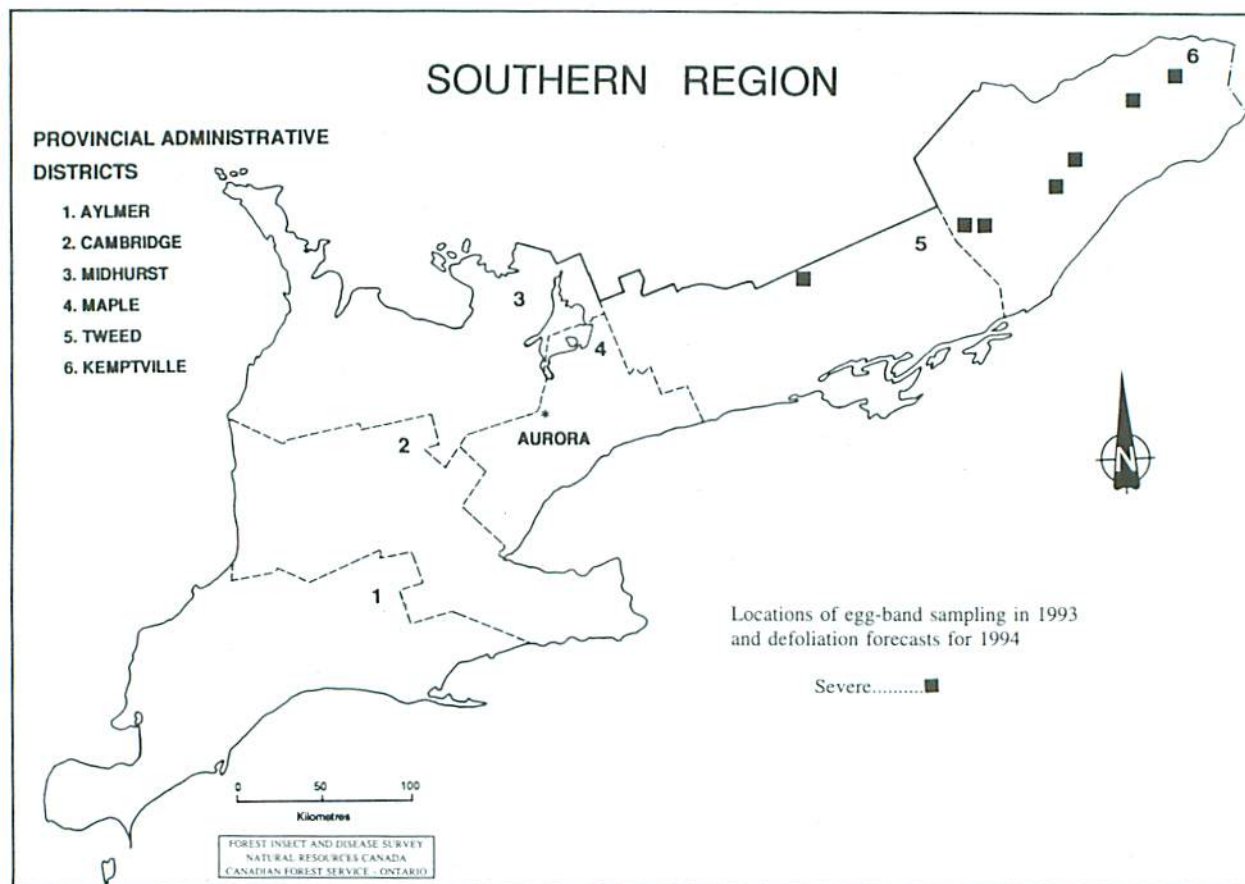 SOUTHERN REGION
PROVINCIAL ADMINISTRATIVE
DISTRICTS
1. AYLMER
2. CAMBRIDGE
3. MIDHURST
4. MAPLE
5. TWEED
6. KEMPTVILLE
6
5
3
4
AURORA
2
N
1
Locations of egg-band sampling in 1993
and defoliation forecasts for 1994
Severe..........■
0 50 100
Kilometres
FOREST INSECT AND DISEASE SURVEY
NATURAL RESOURCES CANADA
CANADIAN FOREST SERVICE - ONTARIO